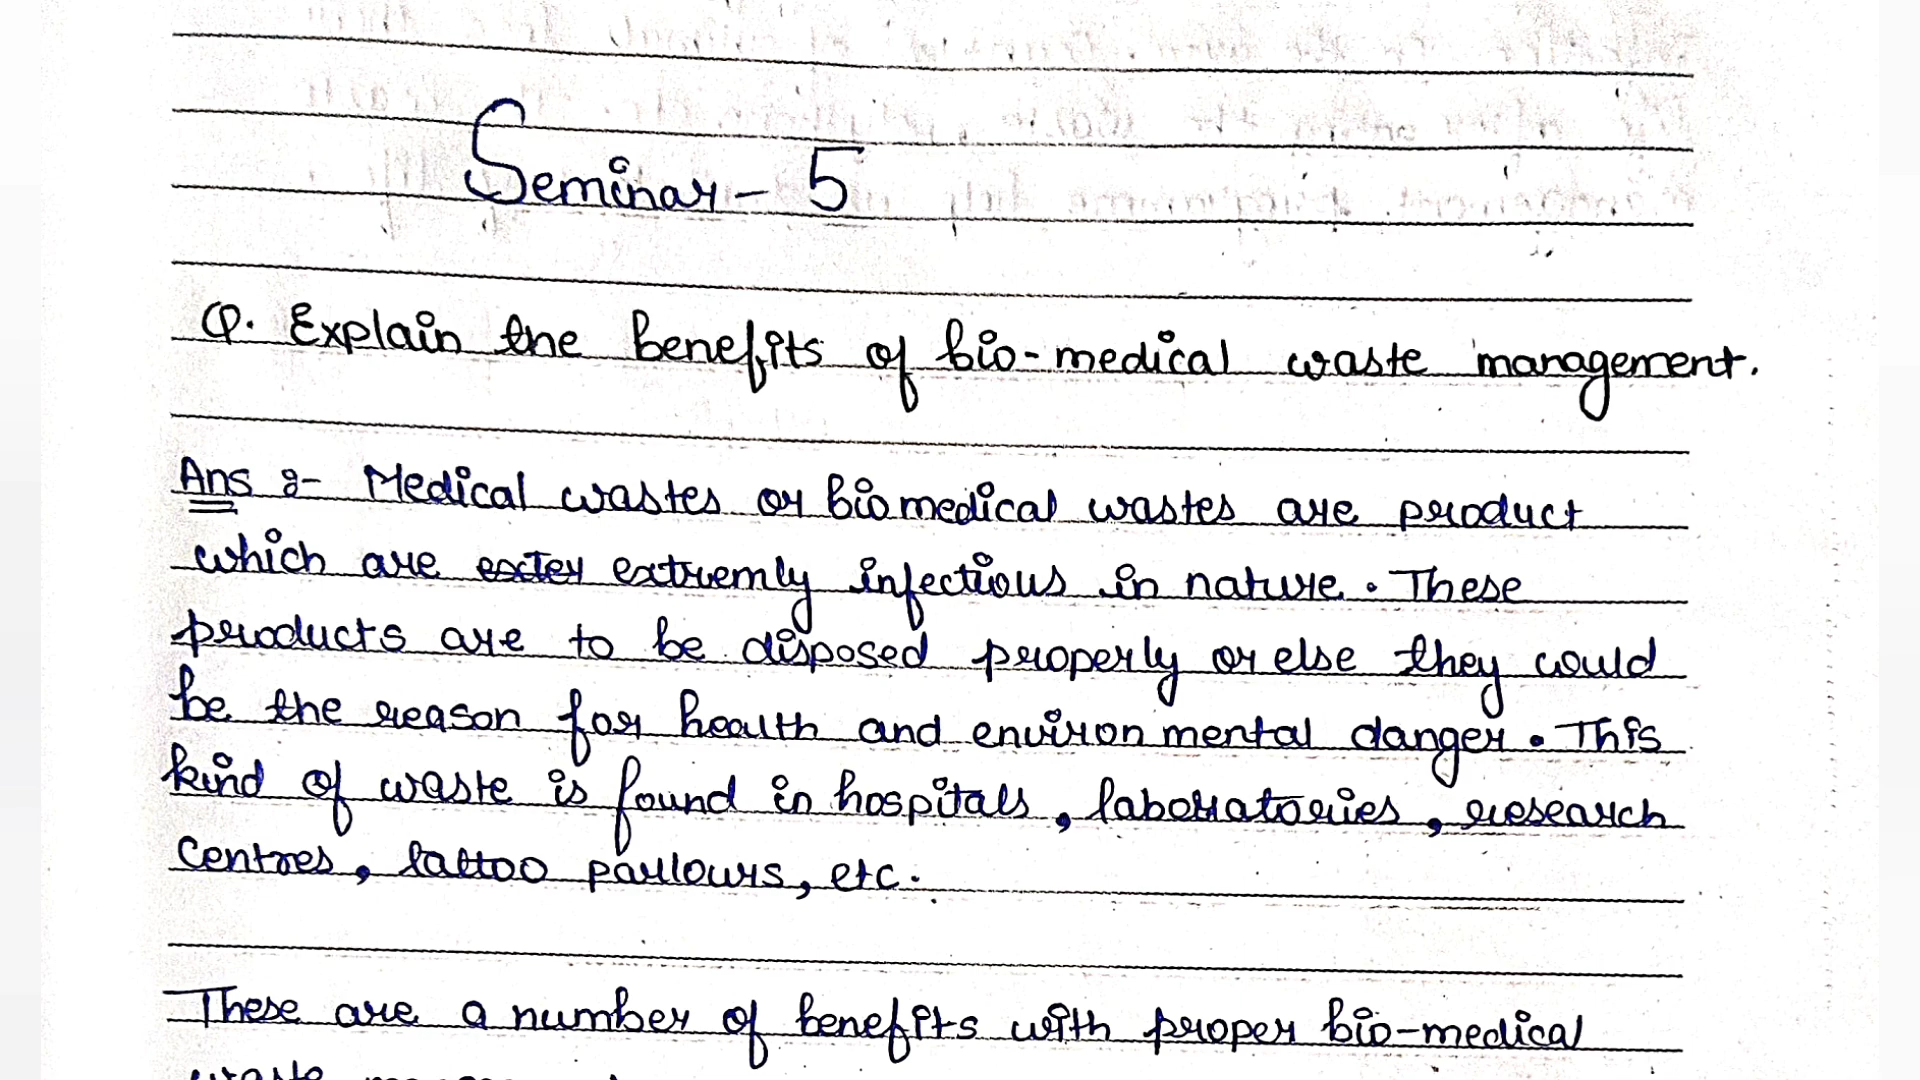 Seminar - 5
Q. Explain the benefits of bio-medical waste management.
Ans :- Medical wastes or biomedical wastes are product
which are extremly infectious in nature. These
products are to be disposed properly or else they could
be the reason for health and environmental danger. This
kind of waste is found in hospitals, laboratories, research
Centres, tattoo parlours, etc.
These are a number of benefits with proper bio-medical
waste